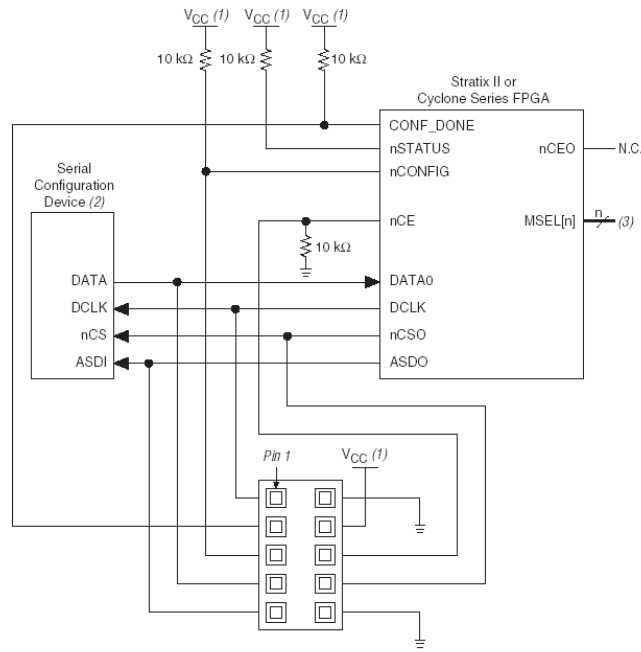 VCC (1) VCC (1) VCC (1)
10 kΩ 10 kΩ 10 kΩ
Stratix II or
Cyclone Series FPGA
CONF_DONE
nSTATUS nCEO N.C.
nCONFIG
Serial
Configuration
Device (2)
nCE MSEL[n] n (3)
10 kΩ
DATA DATA0
DCLK DCLK
nCS nCSO
ASDI ASDO
Pin 1 VCC (1)